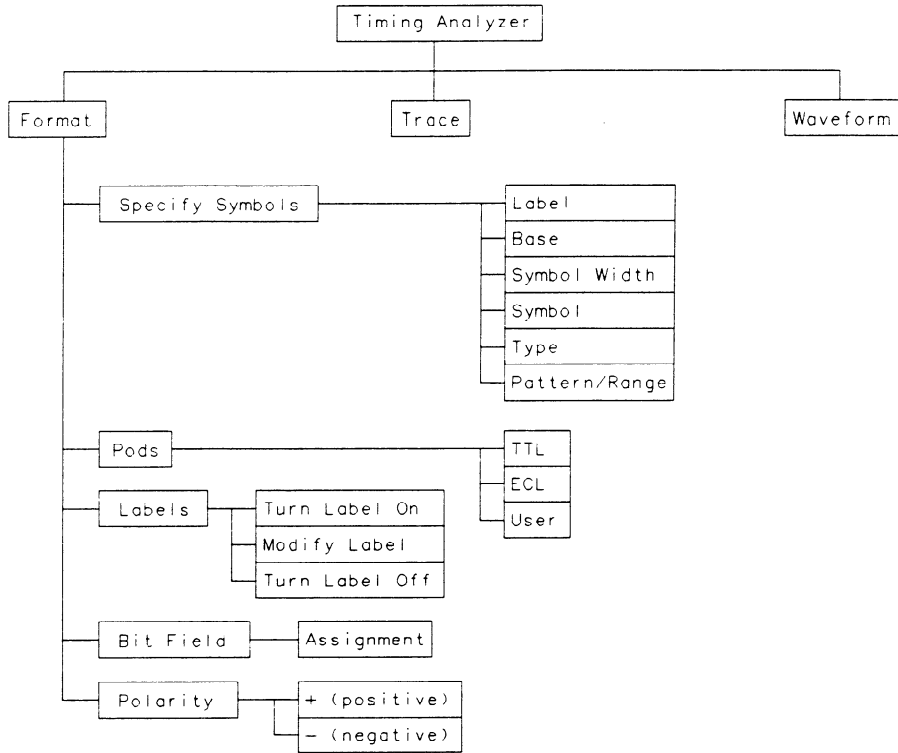 Timing Analyzer
Format
Trace
Waveform
Specify Symbols
Label
Base
Symbol Width
Symbol
Type
Pattern/Range
Pods
TTL
ECL
User
Labels
Turn Label On
Modify Label
Turn Label Off
Bit Field
Assignment
Polarity
+ (positive)
- (negative)